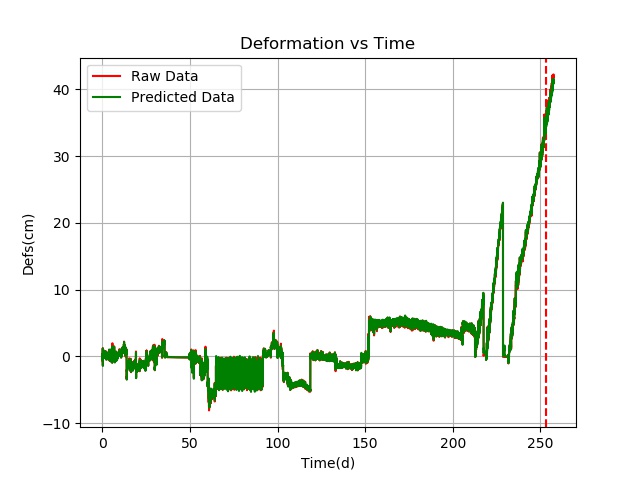 Deformation vs Time
Raw Data
Predicted Data
Defs(cm)
40
30
20
10
0
−10
0 50 100 150 200 250
Time(d)